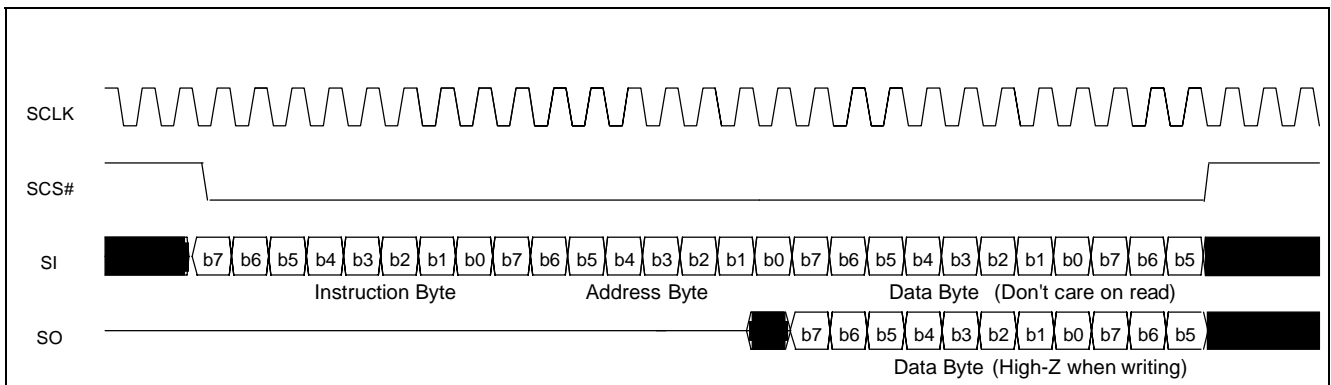 SCLK
SCS#
SI b7 b6 b5 b4 b3 b2 b1 b0 b7 b6 b5 b4 b3 b2 b1 b0 b7 b6 b5 b4 b3 b2 b1 b0 b7 b6 b5
Instruction Byte Address Byte Data Byte (Don't care on read)
SO b7 b6 b5 b4 b3 b2 b1 b0 b7 b6 b5
Data Byte (High-Z when writing)